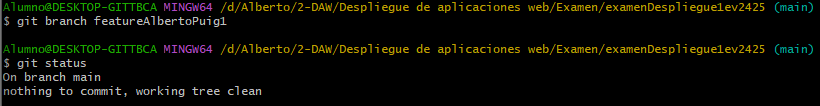 Alumno@DESKTOP-GITTBCA MINGW64 /d/Alberto/2-DAW/Despliegue de aplicaciones web/Examen/examenDespliegue1ev2425 (main)
$ git branch featureAlbertoPuig1
Alumno@DESKTOP-GITTBCA MINGW64 /d/Alberto/2-DAW/Despliegue de aplicaciones web/Examen/examenDespliegue1ev2425 (main)
$ git status
On branch main
nothing to commit, working tree clean